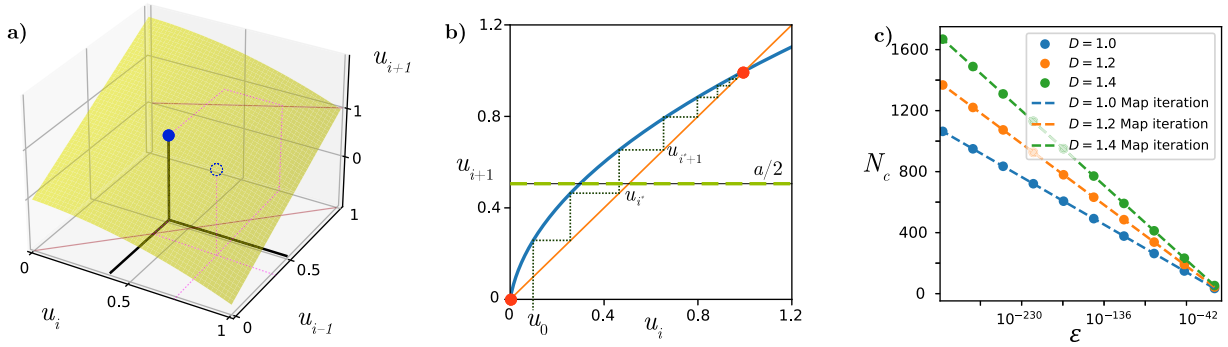 a)
u_{i+1}
1
0
1
0.5
0
0
0.5
1
u_i
u_{i-1}
b)
1.2
0.8
0.4
0
u_{i+1}
a/2
u_{i*+1}
u_{i*}
0
0.4
0.8
1.2
u_0
u_i
c)
1600
1200
800
400
0
N_c
D = 1.0
D = 1.2
D = 1.4
D = 1.0 Map iteration
D = 1.2 Map iteration
D = 1.4 Map iteration
10^{-230}
10^{-136}
10^{-42}
ε